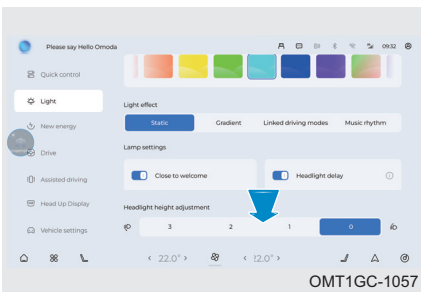 Please say Hello Omoda
09:32
Quick control
Light
Light effect
Static Gradient Linked driving modes Music rhythm
New energy
Drive
Lamp settings
Close to welcome Headlight delay
Assisted driving
Head Up Display
Headlight height adjustment
3 2 1 0
Vehicle settings
22.0° 22.0°
OMT1GC-1057